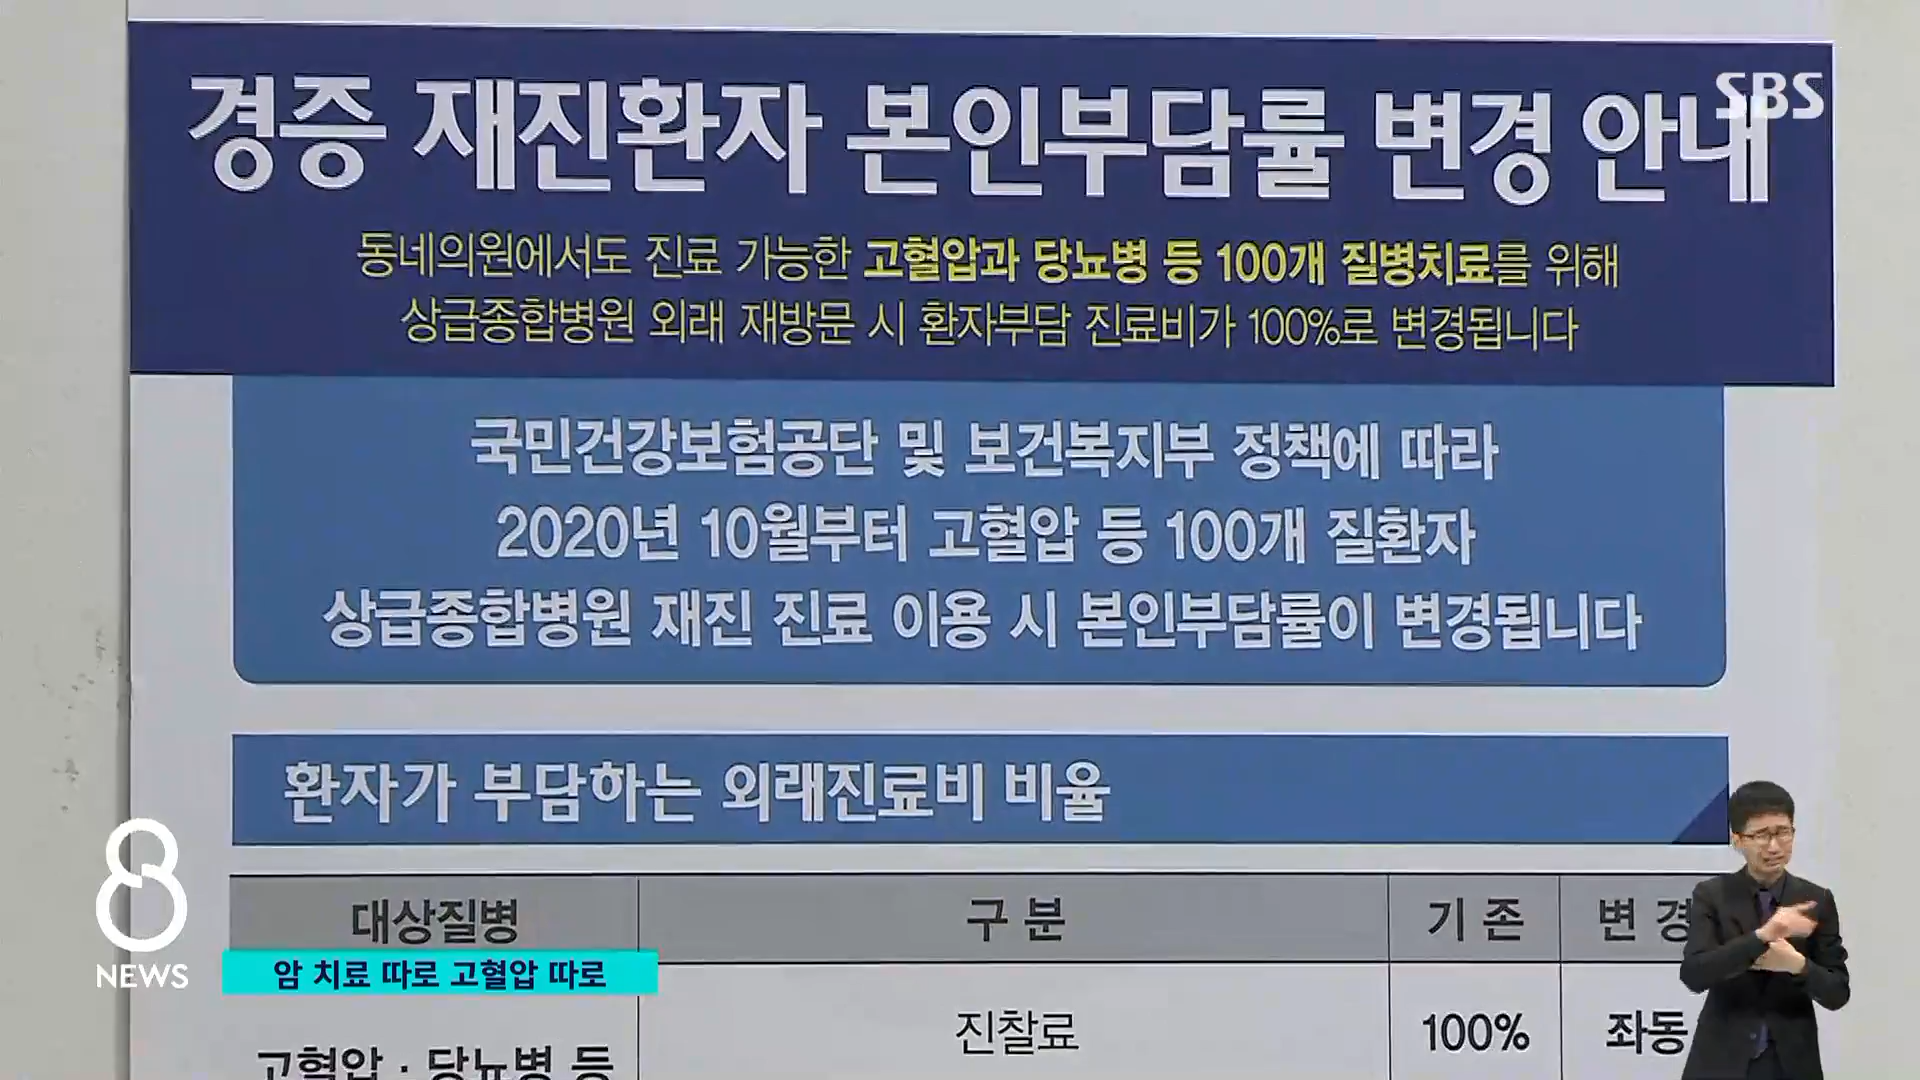 경증 재진환자 본인부담률 변경 안내
SBS
동네의원에서도 진료 가능한 고혈압과 당뇨병 등 100개 질병치료를 위해
상급종합병원 외래 재방문 시 환자부담 진료비가 100%로 변경됩니다
국민건강보험공단 및 보건복지부 정책에 따라
2020년 10월부터 고혈압 등 100개 질환자
상급종합병원 재진 진료 이용 시 본인부담률이 변경됩니다
환자가 부담하는 외래진료비 비율
대상질병 구분 기존 변경
8 NEWS
암 치료 따로 고혈압 따로
진찰료 100% 좌동
고혈압·당뇨병 등